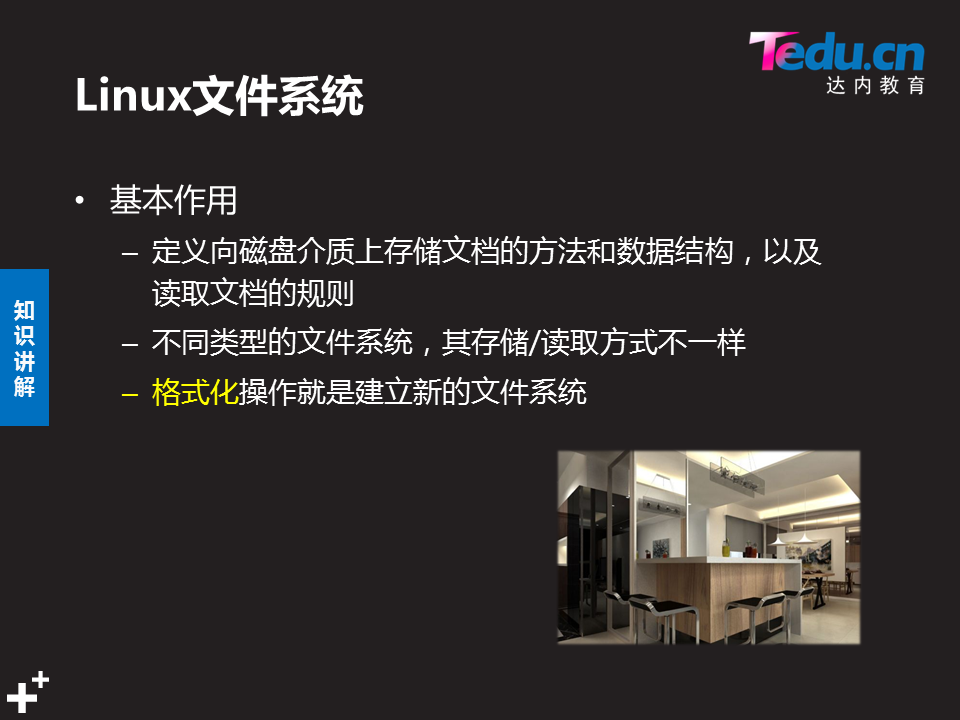 Tedu.cn
达内教育
Linux文件系统
• 基本作用
– 定义向磁盘介质上存储文档的方法和数据结构，以及
读取文档的规则
– 不同类型的文件系统，其存储/读取方式不一样
– 格式化操作就是建立新的文件系统
知
识
讲
解